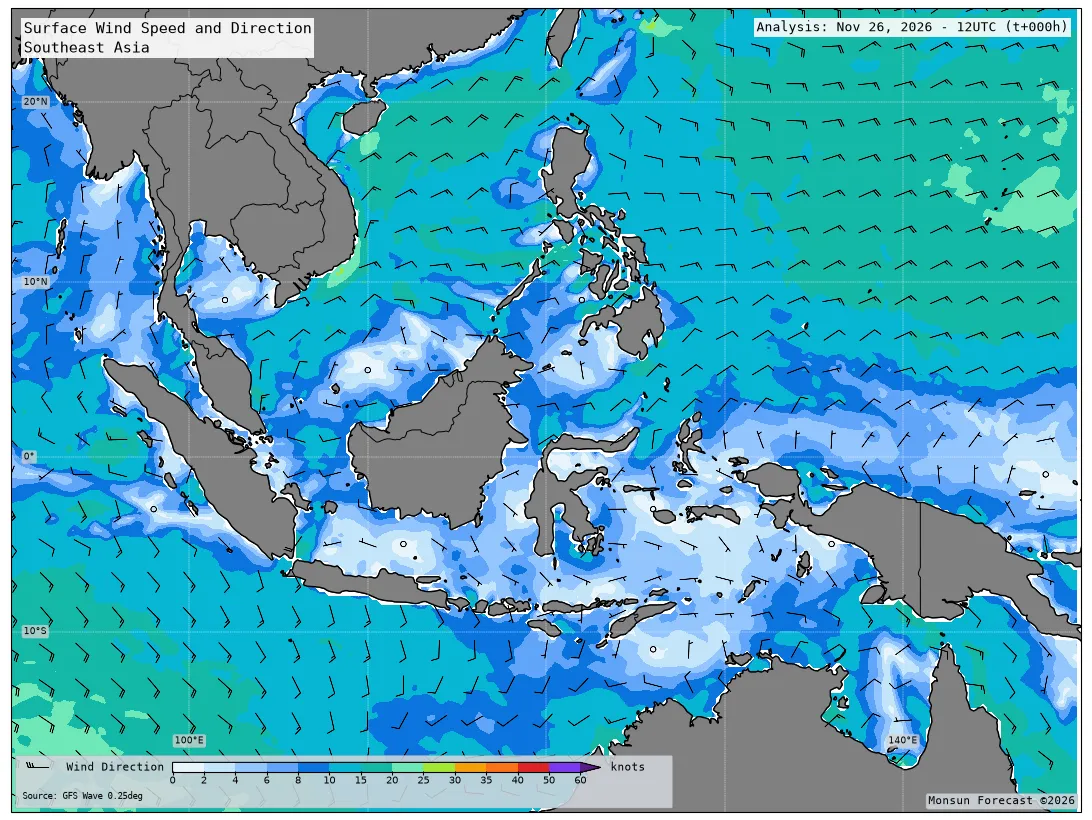 Surface Wind Speed and Direction
Southeast Asia
Analysis: Nov 26, 2026 - 12UTC (t+000h)
20°N
10°N
0°
10°S
100°E
140°E
Wind Direction
0 2 4 6 8 10 15 20 25 30 35 40 50 60
knots
Source: GFS Wave 0.25deg
Monsun Forecast ©2026